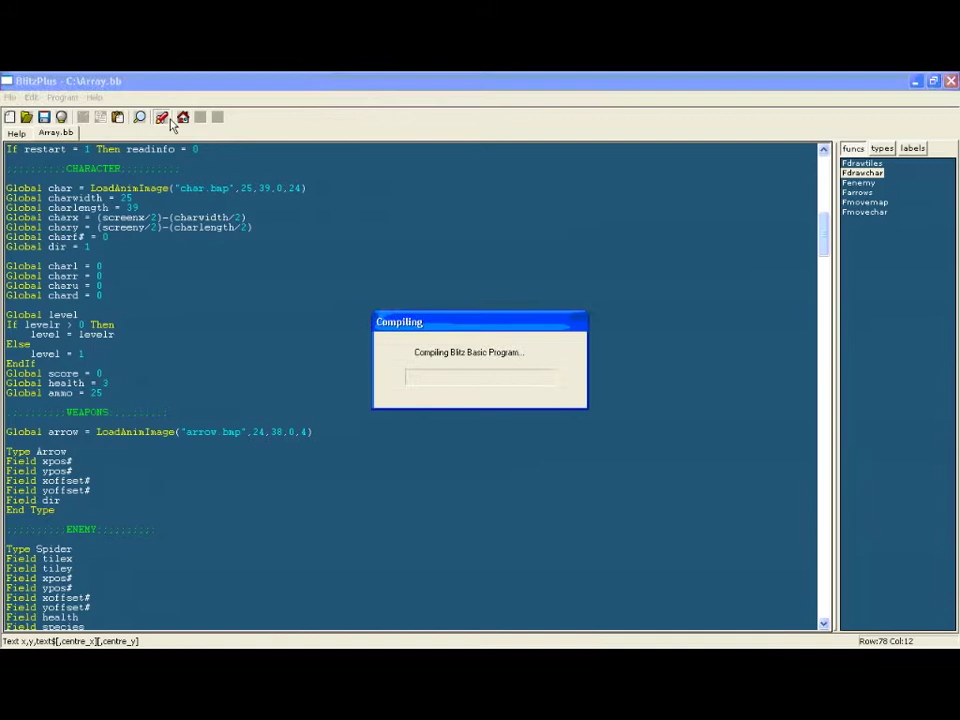 BlitzPlus - C:\Array.bb
File Edit Program Help
Help Array.bb
funcs types labels
If restart = 1 Then readinfo = 0
;;;;;;;;;;CHARACTER;;;;;;;;;;
Global char = LoadAnimImage("char.bmp",25,39,0,24)
Global charwidth = 25
Global charlength = 39
Global charx = (screenx/2)-(charwidth/2)
Global chary = (screeny/2)-(charlength/2)
Global charf# = 0
Global dir = 1
Global charl = 0
Global charr = 0
Global charu = 0
Global chard = 0
Global level
If levelr > 0 Then
level = levelr
Else
level = 1
EndIf
Global score = 0
Global health = 3
Global ammo = 25
;;;;;;;;;;WEAPONS;;;;;;;;;;
Global arrow = LoadAnimImage("arrow.bmp",24,38,0,4)
Type Arrow
Field xpos#
Field ypos#
Field xoffset#
Field yoffset#
Field dir
End Type
;;;;;;;;;;ENEMY;;;;;;;;;;
Type Spider
Field tilex
Field tiley
Field xpos#
Field ypos#
Field xoffset#
Field yoffset#
Field health
Field species
Compiling
Compiling Blitz Basic Program...
Fdrawtiles
Fdrawchar
Fenemy
Farrows
Fmovemap
Fmovechar
Text x,y,text$[,centre_x][,centre_y]
Row:78 Col:12